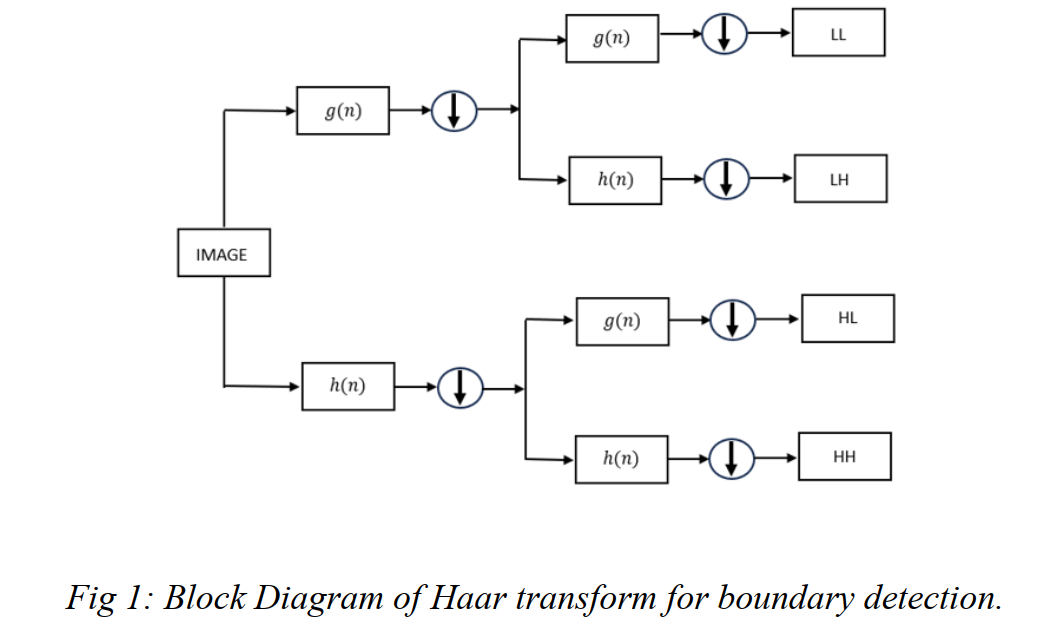 g(n)
LL
g(n)
h(n)
LH
IMAGE
g(n)
HL
h(n)
h(n)
HH
Fig 1: Block Diagram of Haar transform for boundary detection.